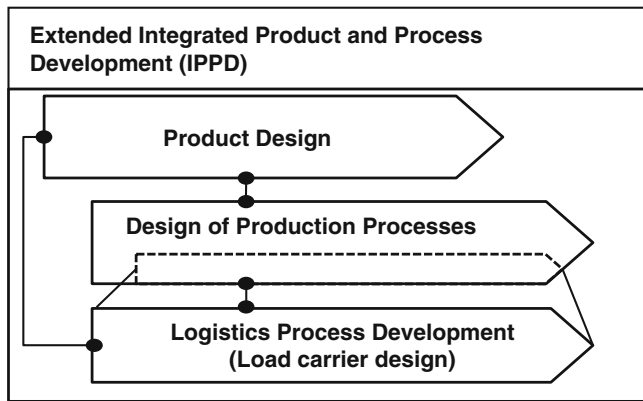 Extended Integrated Product and Process
Development (IPPD)
Product Design
Design of Production Processes
Logistics Process Development
(Load carrier design)